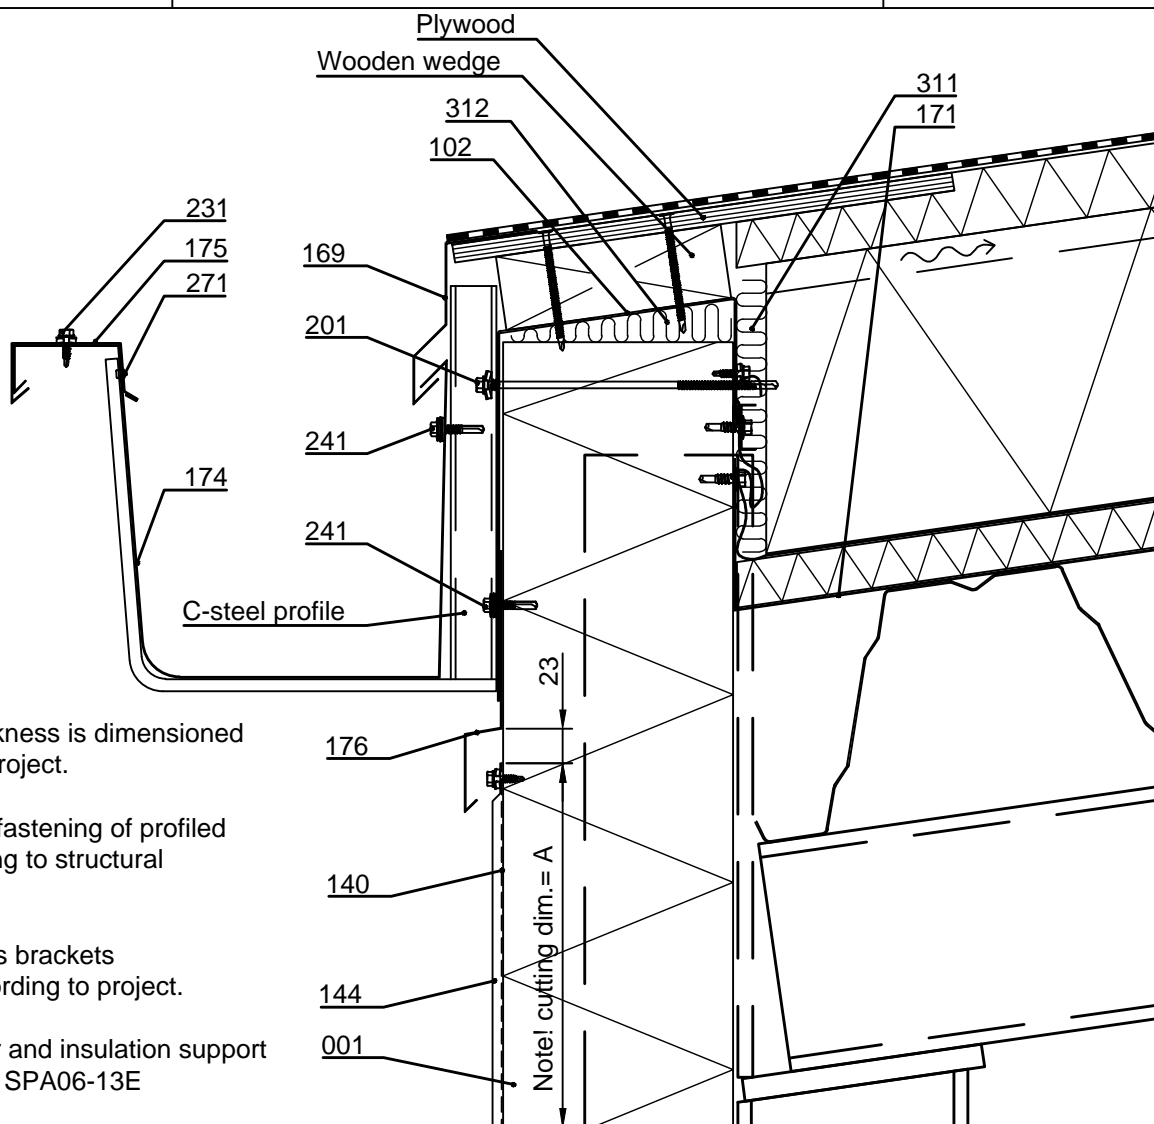 Plywood
Wooden wedge
312
102
311
171
231
175
271
169
201
241
174
241
C-steel profile
23
kness is dimensioned
roject.
176
fastening of profiled
ng to structural
140
Note! cutting dim.= A
s brackets
ording to project.
144
001
r and insulation support
SPA06-13E